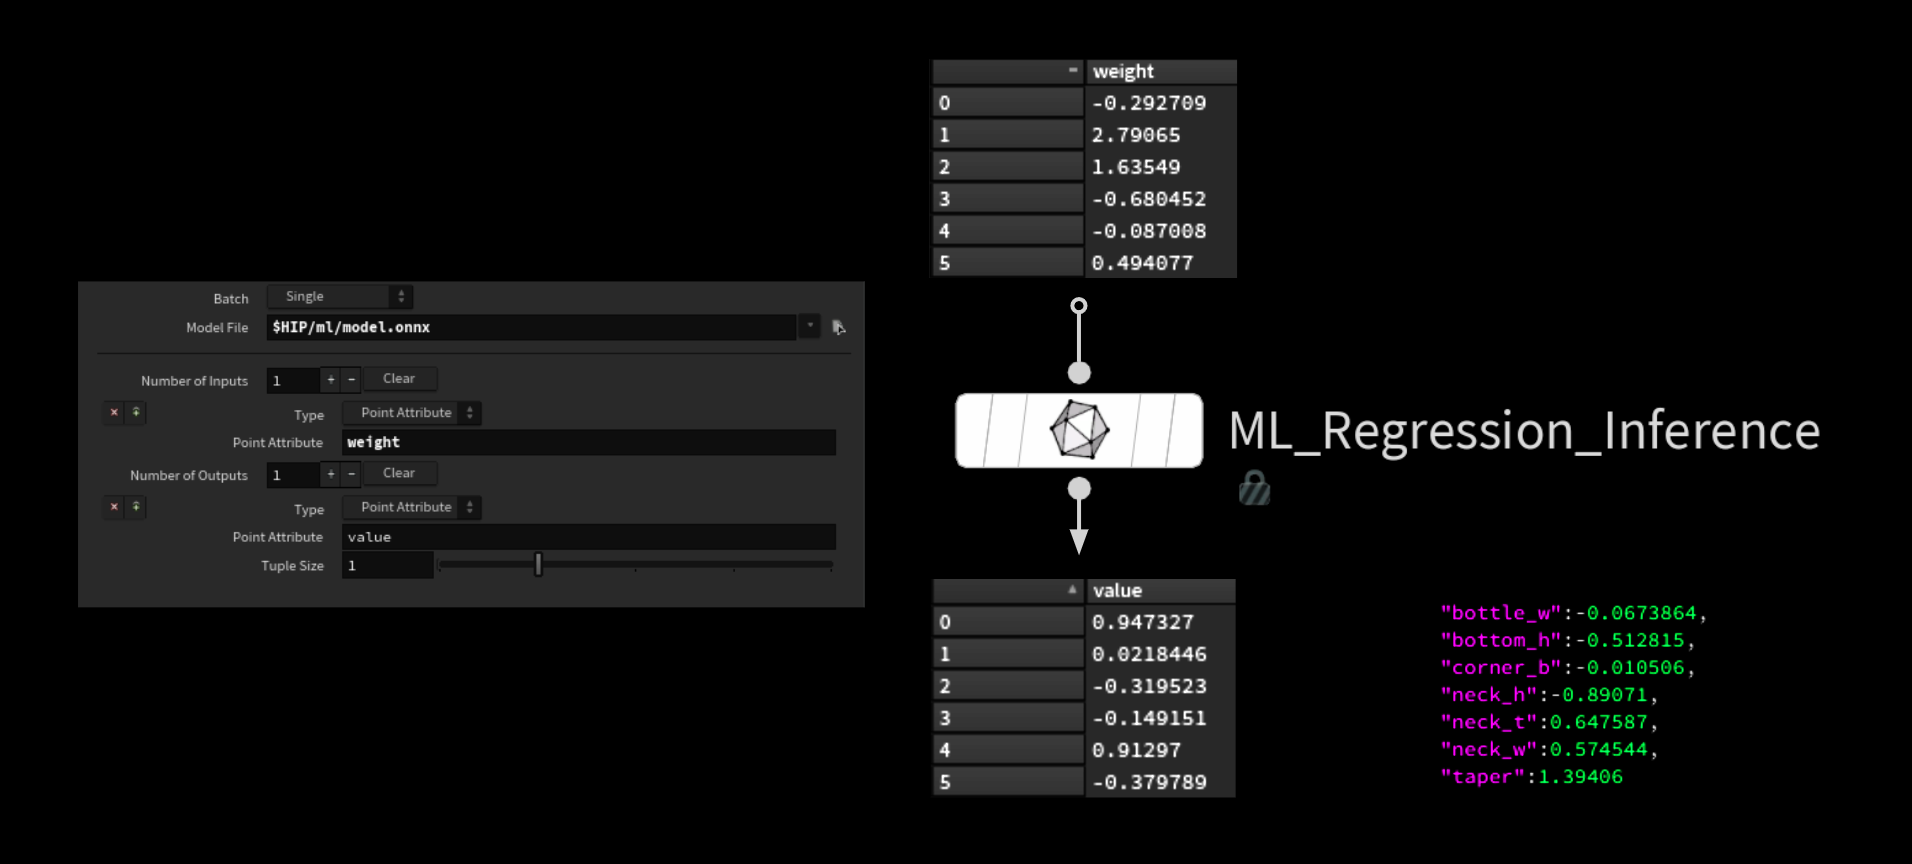 Batch Single
Model File $HIP/ml/model.onnx
Number of Inputs 1 + − Clear
Type Point Attribute
Point Attribute weight
Number of Outputs 1 + − Clear
Type Point Attribute
Point Attribute value
Tuple Size 1
weight
0 -0.292709
1 2.79065
2 1.63549
3 -0.680452
4 -0.087008
5 0.494077
ML_Regression_Inference
value
0 0.947327
1 0.0218446
2 -0.319523
3 -0.149151
4 0.91297
5 -0.379789
"bottle_w":-0.0673864,
"bottom_h":-0.512815,
"corner_b":-0.010506,
"neck_h":-0.89071,
"neck_t":0.647587,
"neck_w":0.574544,
"taper":1.39406